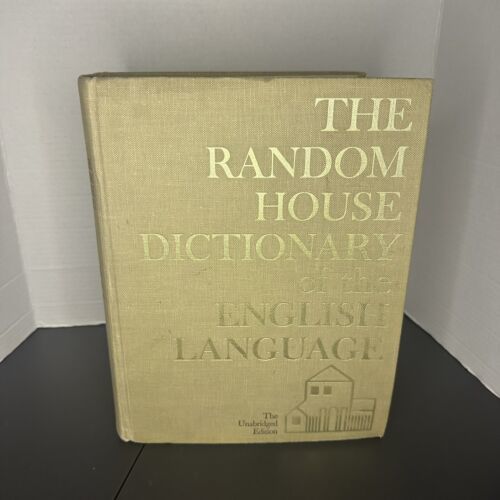 THE
RANDOM
HOUSE
DICTIONARY
of the
ENGLISH
LANGUAGE
The
Unabridged
Edition